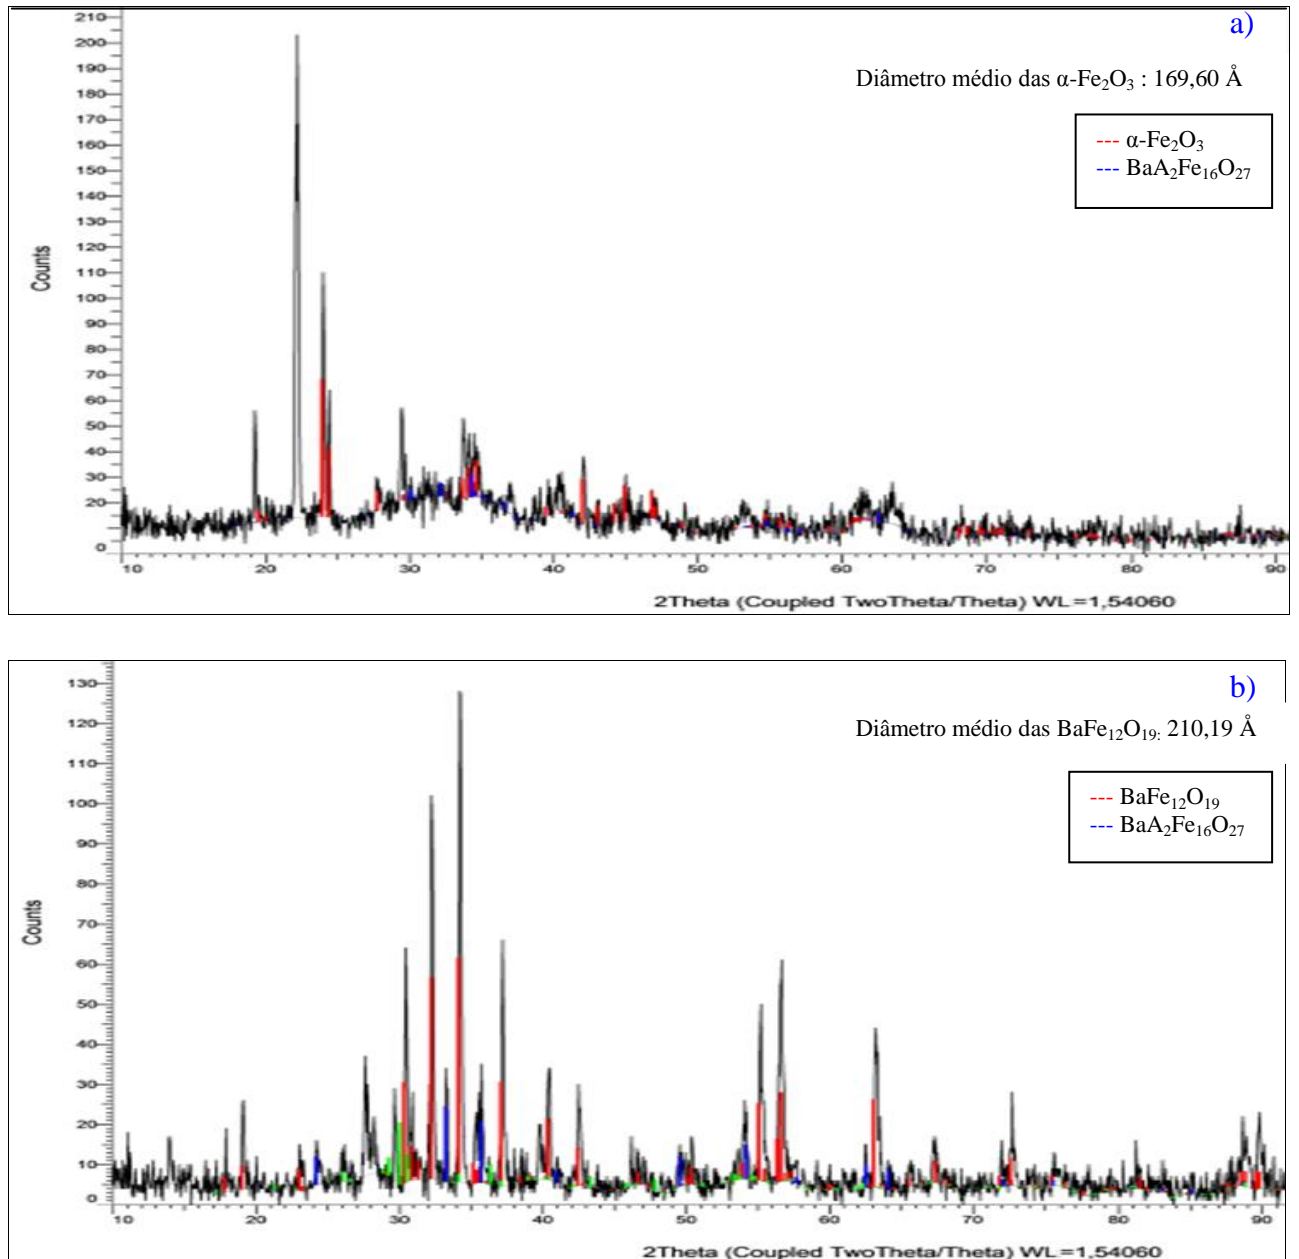 a)
Diâmetro médio das α-Fe₂O₃ : 169,60 Å
--- α-Fe₂O₃
--- BaA₂Fe₁₆O₂₇
Counts
210
200
190
180
170
160
150
140
130
120
110
100
90
80
70
60
50
40
30
20
0
10 20 30 40 50 60 70 80 90
2Theta (Coupled TwoTheta/Theta) WL=1,54060
b)
Diâmetro médio das BaFe₁₂O₁₉: 210,19 Å
--- BaFe₁₂O₁₉
--- BaA₂Fe₁₆O₂₇
Counts
130
120
110
100
90
80
70
60
50
40
30
20
10
0
10 20 30 40 50 60 70 80 90
2Theta (Coupled TwoTheta/Theta) WL=1,54060